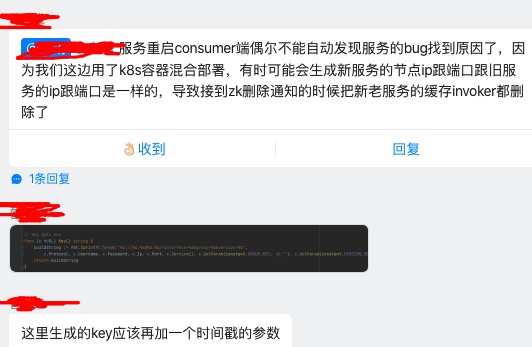 服务重启consumer端偶尔不能自动发现服务的bug找到原因了，因
为我们这边用了k8s容器混合部署，有时可能会生成新服务的节点ip跟端口跟旧服
务的ip跟端口是一样的，导致接到zk删除通知的时候把新老服务的缓存invoker都删
除了
👌收到
回复
1条回复
func (c *URL) Key() string {
return buildString
}
这里生成的key应该再加一个时间戳的参数